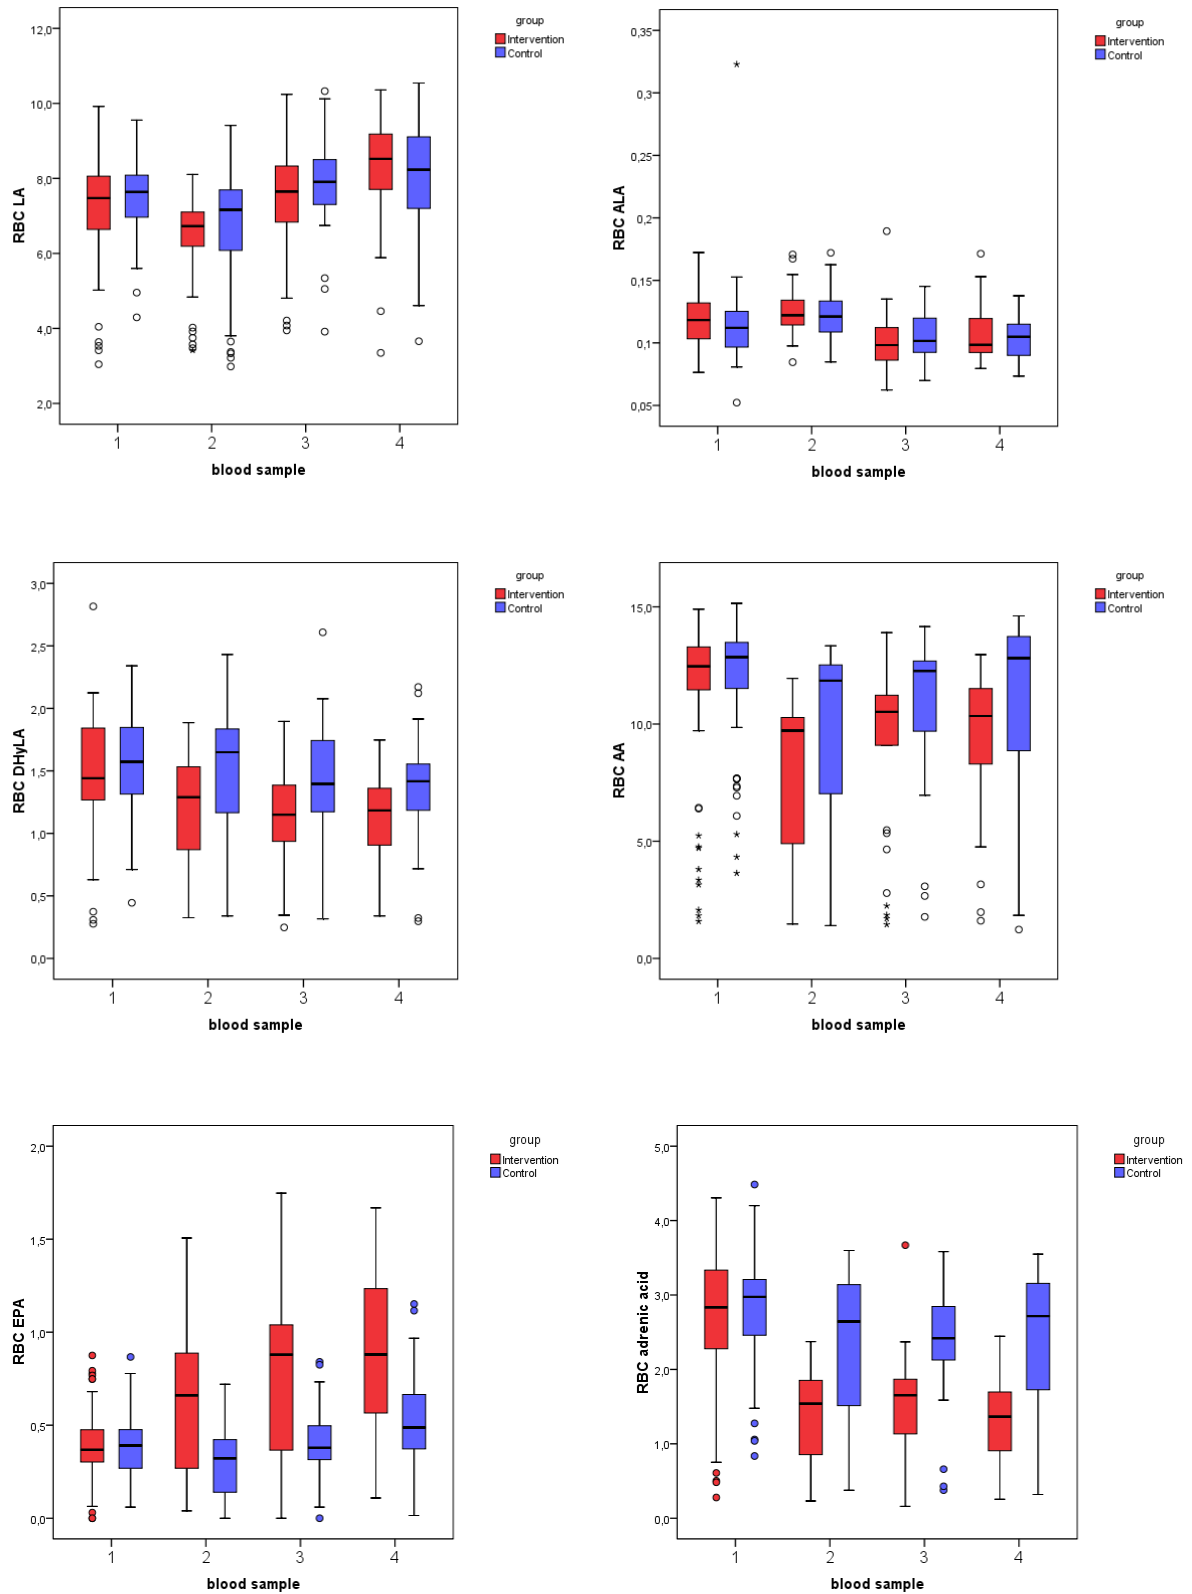 group
Intervention
Control
12,0
10,0
8,0
6,0
4,0
2,0
RBC LA
1 2 3 4
blood sample
group
Intervention
Control
0,35
0,3
0,25
0,2
0,15
0,1
0,05
RBC ALA
1 2 3 4
blood sample
group
Intervention
Control
3,0
2,5
2,0
1,5
1,0
0,5
0,0
RBC DHyLA
1 2 3 4
blood sample
group
Intervention
Control
15,0
10,0
5,0
0,0
RBC AA
1 2 3 4
blood sample
group
Intervention
Control
2,0
1,5
1,0
0,5
0,0
RBC EPA
1 2 3 4
blood sample
group
Intervention
Control
5,0
4,0
3,0
2,0
1,0
0,0
RBC adrenic acid
1 2 3 4
blood sample